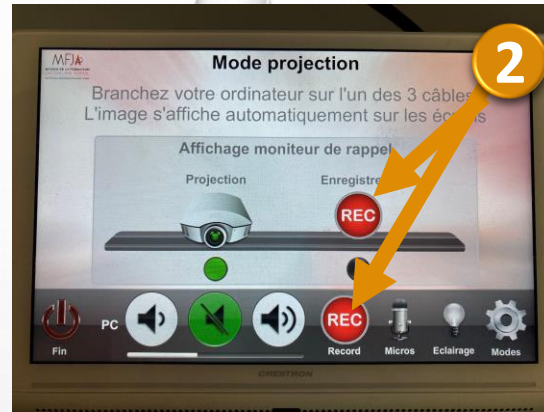 MFJA
Mode projection
2
Branchez votre ordinateur sur l'un des 3 câbles
L'image s'affiche automatiquement sur les écrans
Affichage moniteur de rappel
Projection
Enregistre
REC
PC
REC
Fin
Record
Micros
Eclairage
Modes
CRESTRON